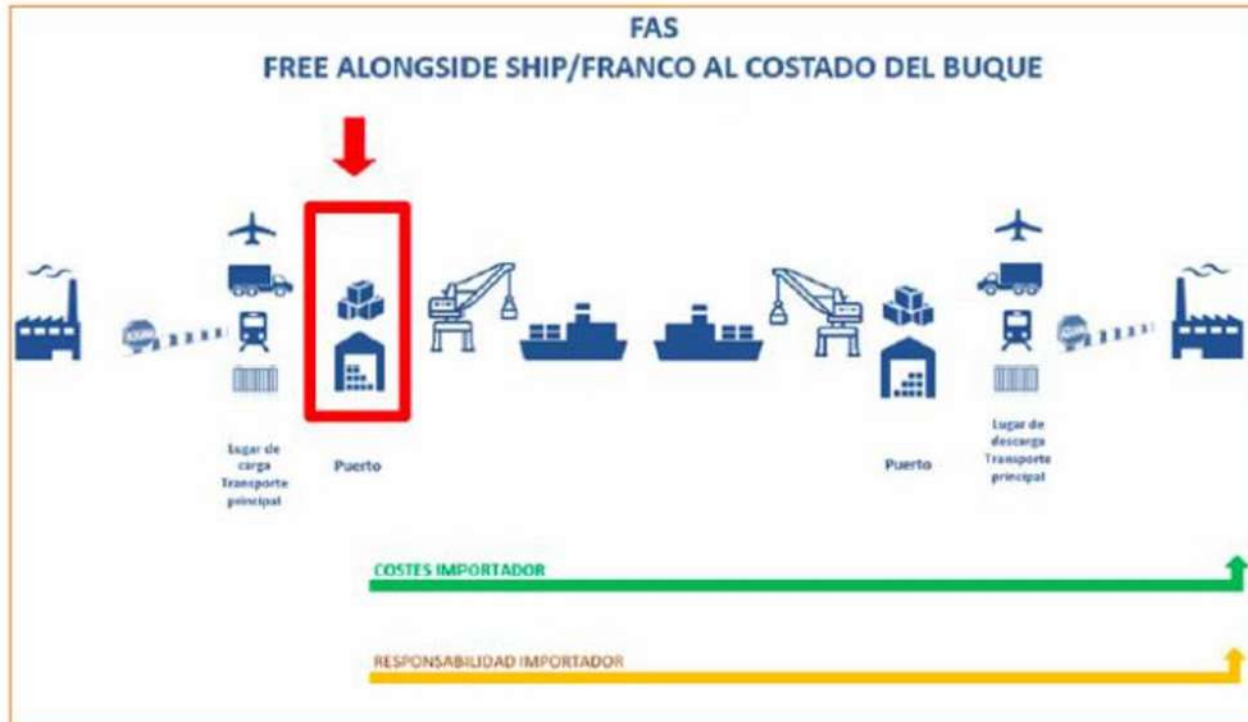 FAS
FREE ALONGSIDE SHIP/FRANCO AL COSTADO DEL BUQUE
Lugar de
carga
Transporte
principal
Puerto
Puerto
Lugar de
descarga
Transporte
principal
COSTES IMPORTADOR
RESPONSABILIDAD IMPORTADOR